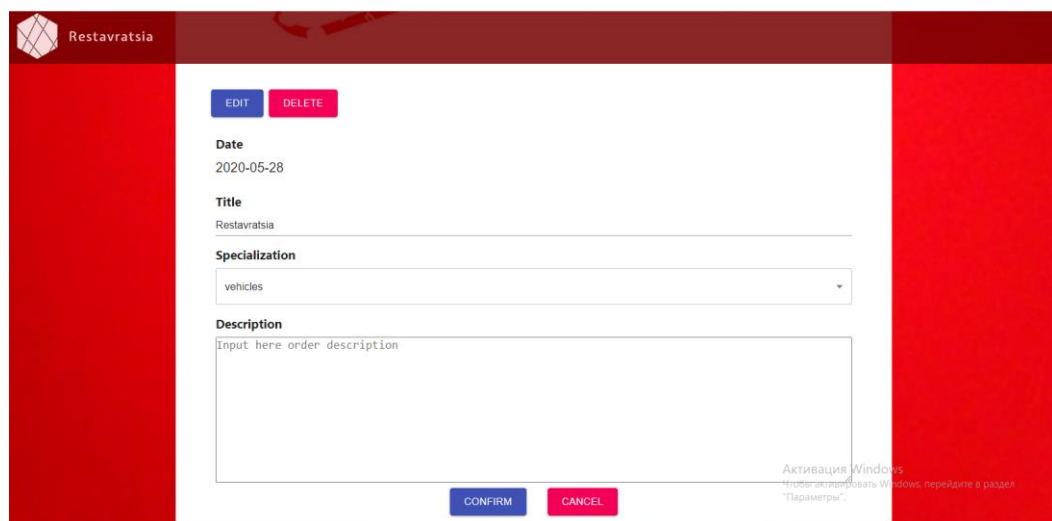 Restavratsia
EDIT DELETE
Date
2020-05-28
Title
Restavratsia
Specialization
vehicles
Description
Input here order description
Активация Windows
Чтобы активировать Windows, перейдите в раздел
"Параметры".
CONFIRM CANCEL